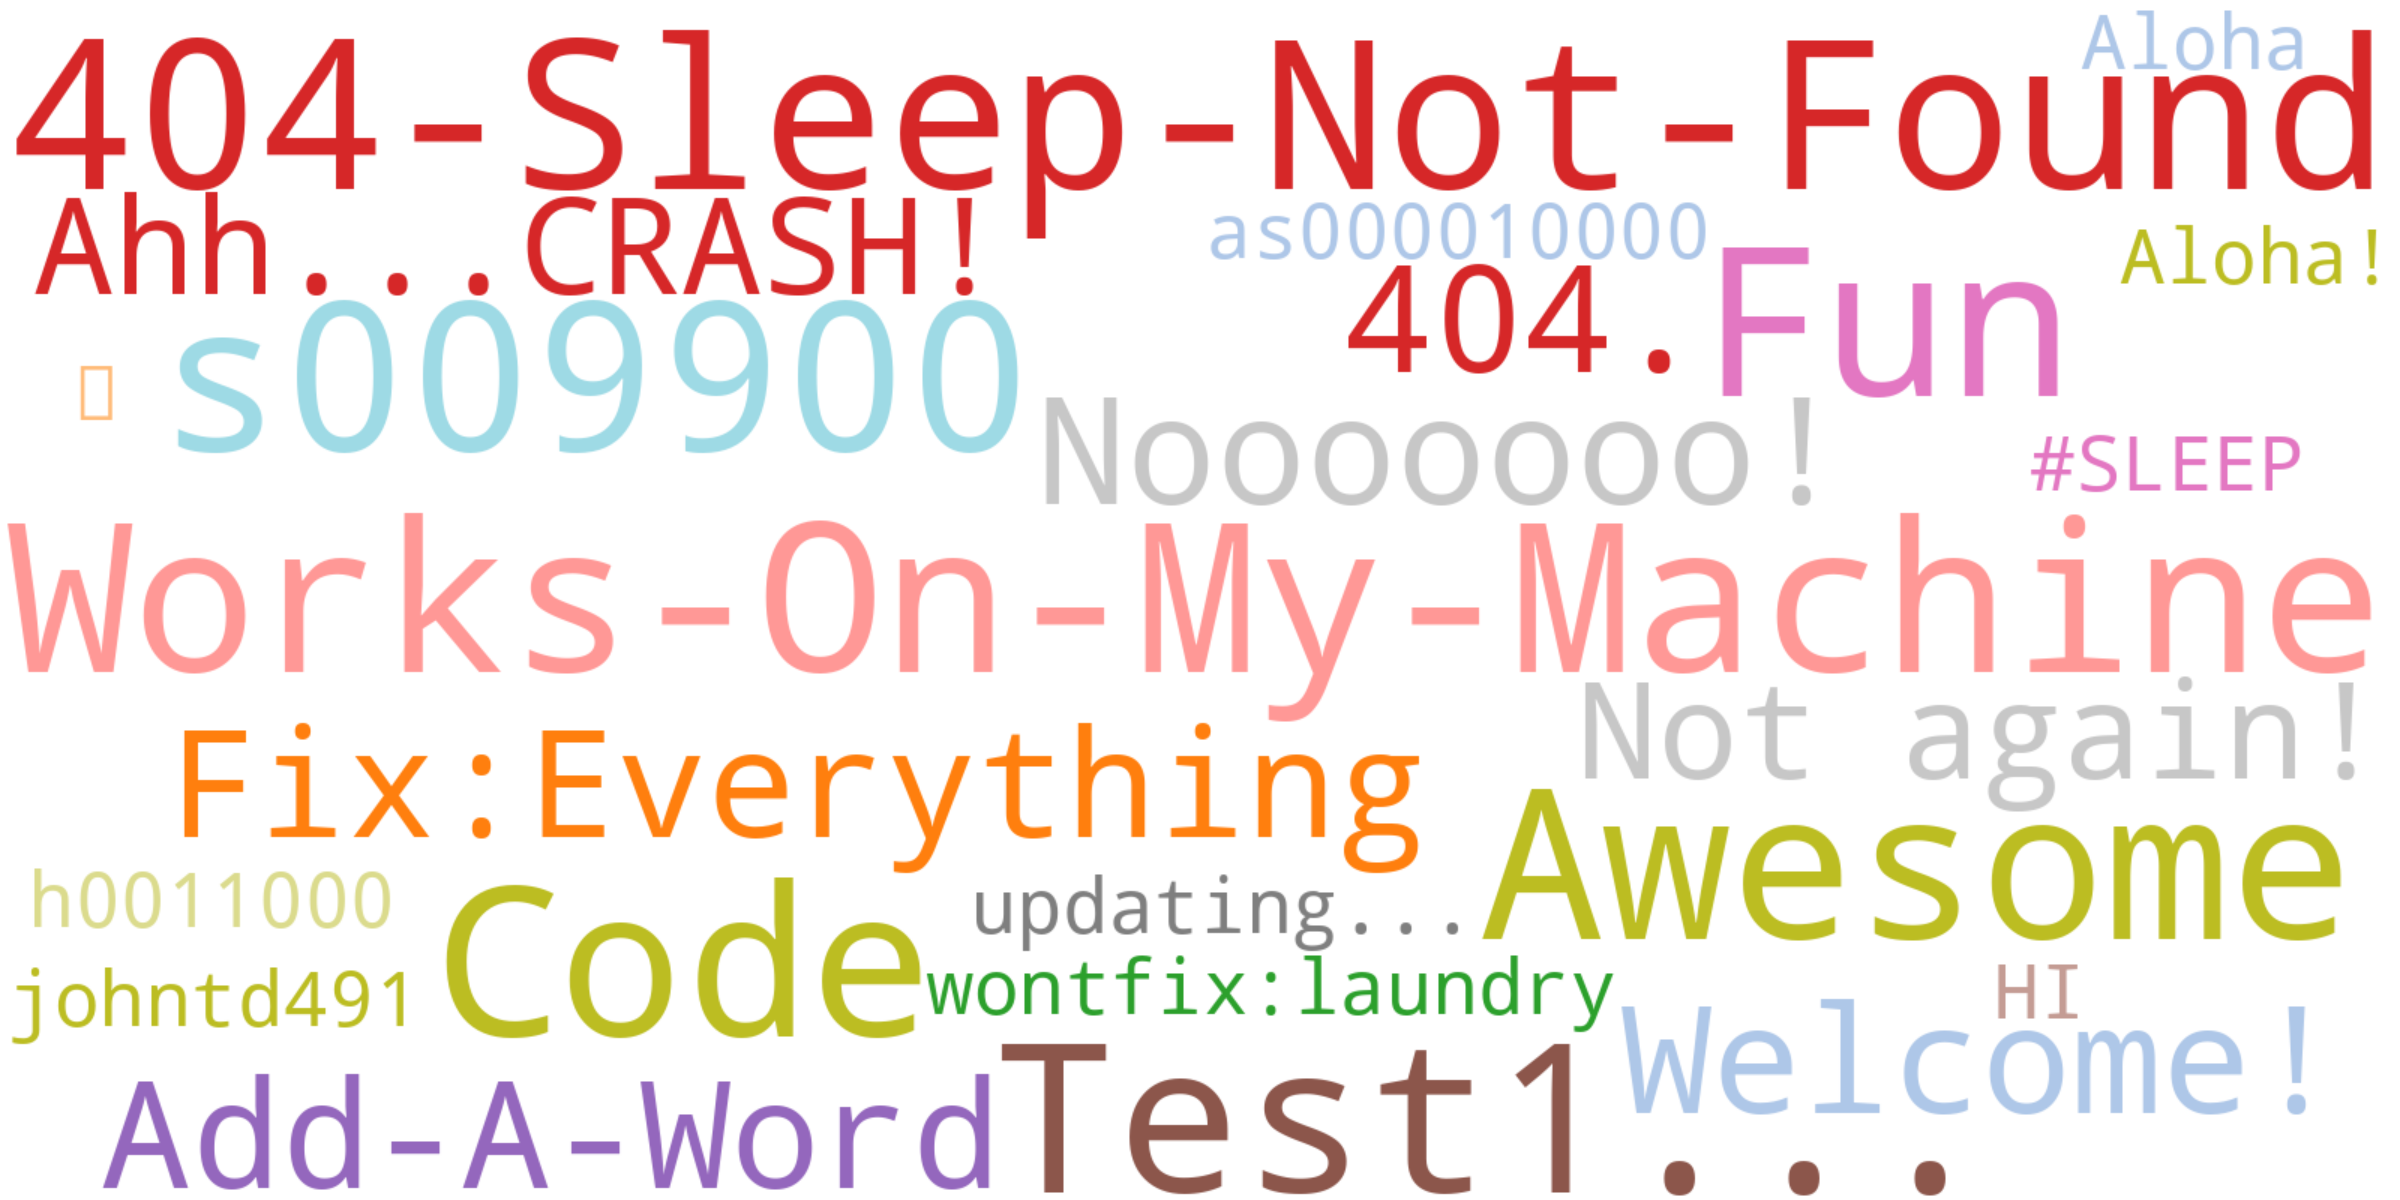 Aloha
404-Sleep-Not-Found
Ahh...CRASH!
as000010000
Aloha!
404.
Fun
s009900
Nooooooo!
#SLEEP
Works-On-My-Machine
Not again!
Fix:Everything
Awesome
h0011000
Code
updating...
wontfix:laundry
johntd491
HI
Welcome!
Add-A-Word
Test1...